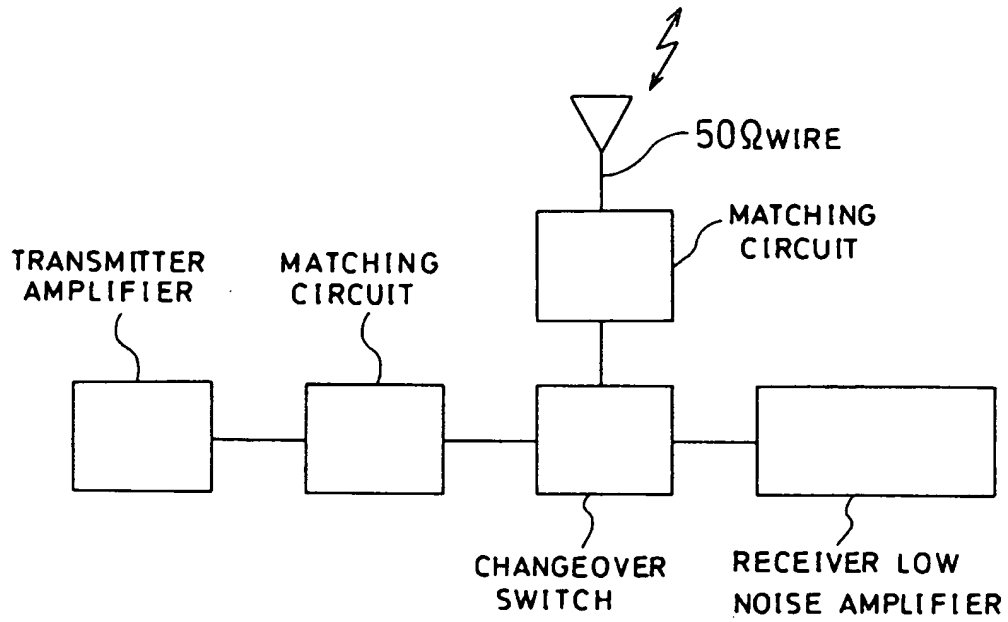 50ΩWIRE
MATCHING
CIRCUIT
TRANSMITTER
AMPLIFIER
MATCHING
CIRCUIT
CHANGEOVER
SWITCH
RECEIVER LOW
NOISE AMPLIFIER